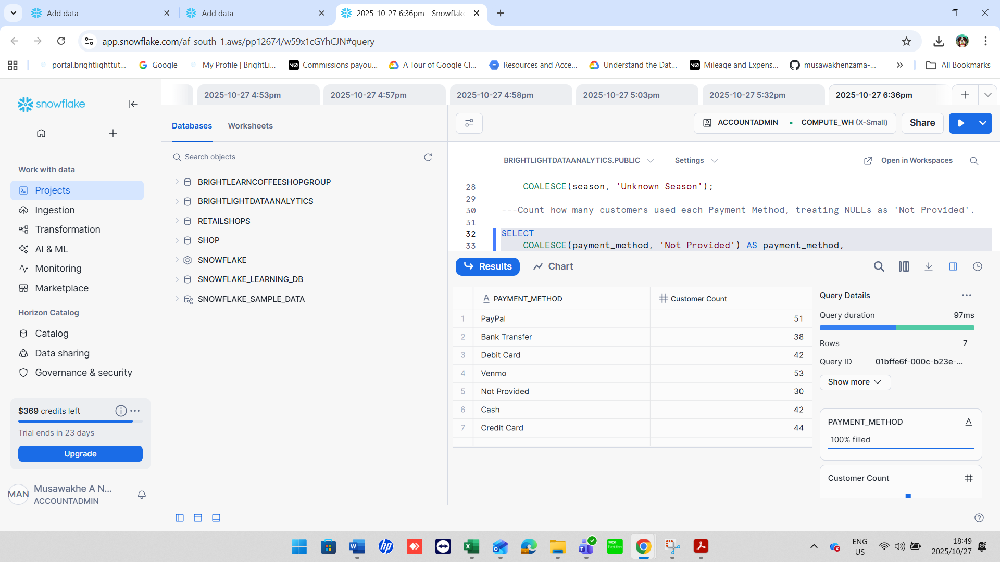 Add data
Add data
2025-10-27 6:36pm - Snowflake
app.snowflake.com/af-south-1.aws/pp12674/w59x1cGYhCJN#query
portal.brightlighttut...
Google
My Profile | BrightLi...
Commissions payou...
A Tour of Google Cl...
Resources and Acce...
Understand the Dat...
Mileage and Expens...
musawakhenzama-...
All Bookmarks
snowflake
2025-10-27 4:53pm
2025-10-27 4:57pm
2025-10-27 4:58pm
2025-10-27 5:03pm
2025-10-27 5:32pm
2025-10-27 6:36pm
Work with data
Projects
Ingestion
Transformation
AI & ML
Monitoring
Marketplace
Horizon Catalog
Catalog
Data sharing
Governance & security
$369 credits left
Trial ends in 23 days
Upgrade
MAN
Musawakhe A N...
ACCOUNTADMIN
Databases
Worksheets
Search objects
BRIGHTLEARNCOFFEESHOPGROUP
BRIGHTLIGHTDATAANALYTICS
RETAILSHOPS
SHOP
SNOWFLAKE
SNOWFLAKE_LEARNING_DB
SNOWFLAKE_SAMPLE_DATA
ACCOUNTADMIN
COMPUTE_WH (X-Small)
Share
BRIGHTLIGHTDATAANALYTICS.PUBLIC
Settings
Open in Workspaces
28 COALESCE(season, 'Unknown Season');
29
30 ---Count how many customers used each Payment Method, treating NULLs as 'Not Provided'.
31
32 SELECT
33 COALESCE(payment_method, 'Not Provided') AS payment_method,
Results
Chart
A PAYMENT_METHOD # Customer Count
1 PayPal 51
2 Bank Transfer 38
3 Debit Card 42
4 Venmo 53
5 Not Provided 30
6 Cash 42
7 Credit Card 44
Query Details
Query duration 97ms
Rows 7
Query ID 01bffe6f-000c-b23e-...
Show more
PAYMENT_METHOD A
100% filled
Customer Count #
ENG
US
18:49
2025/10/27